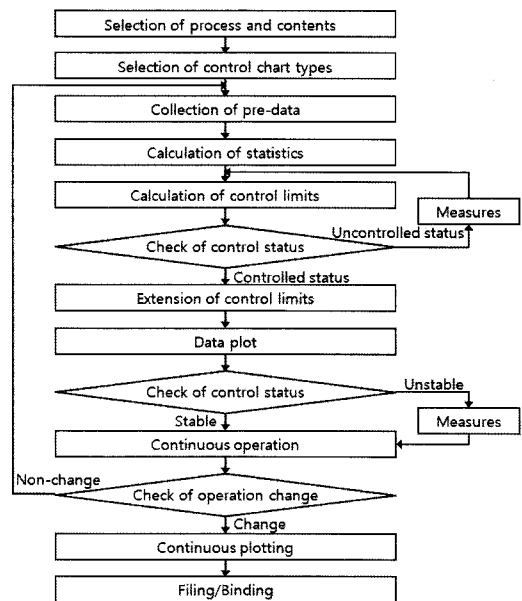 Selection of process and contents
Selection of control chart types
Collection of pre-data
Calculation of statistics
Calculation of control limits
Measures
Uncontrolled status
Check of control status
Controlled status
Extension of control limits
Data plot
Check of control status
Unstable
Measures
Stable
Continuous operation
Non-change
Check of operation change
Change
Continuous plotting
Filing/Binding